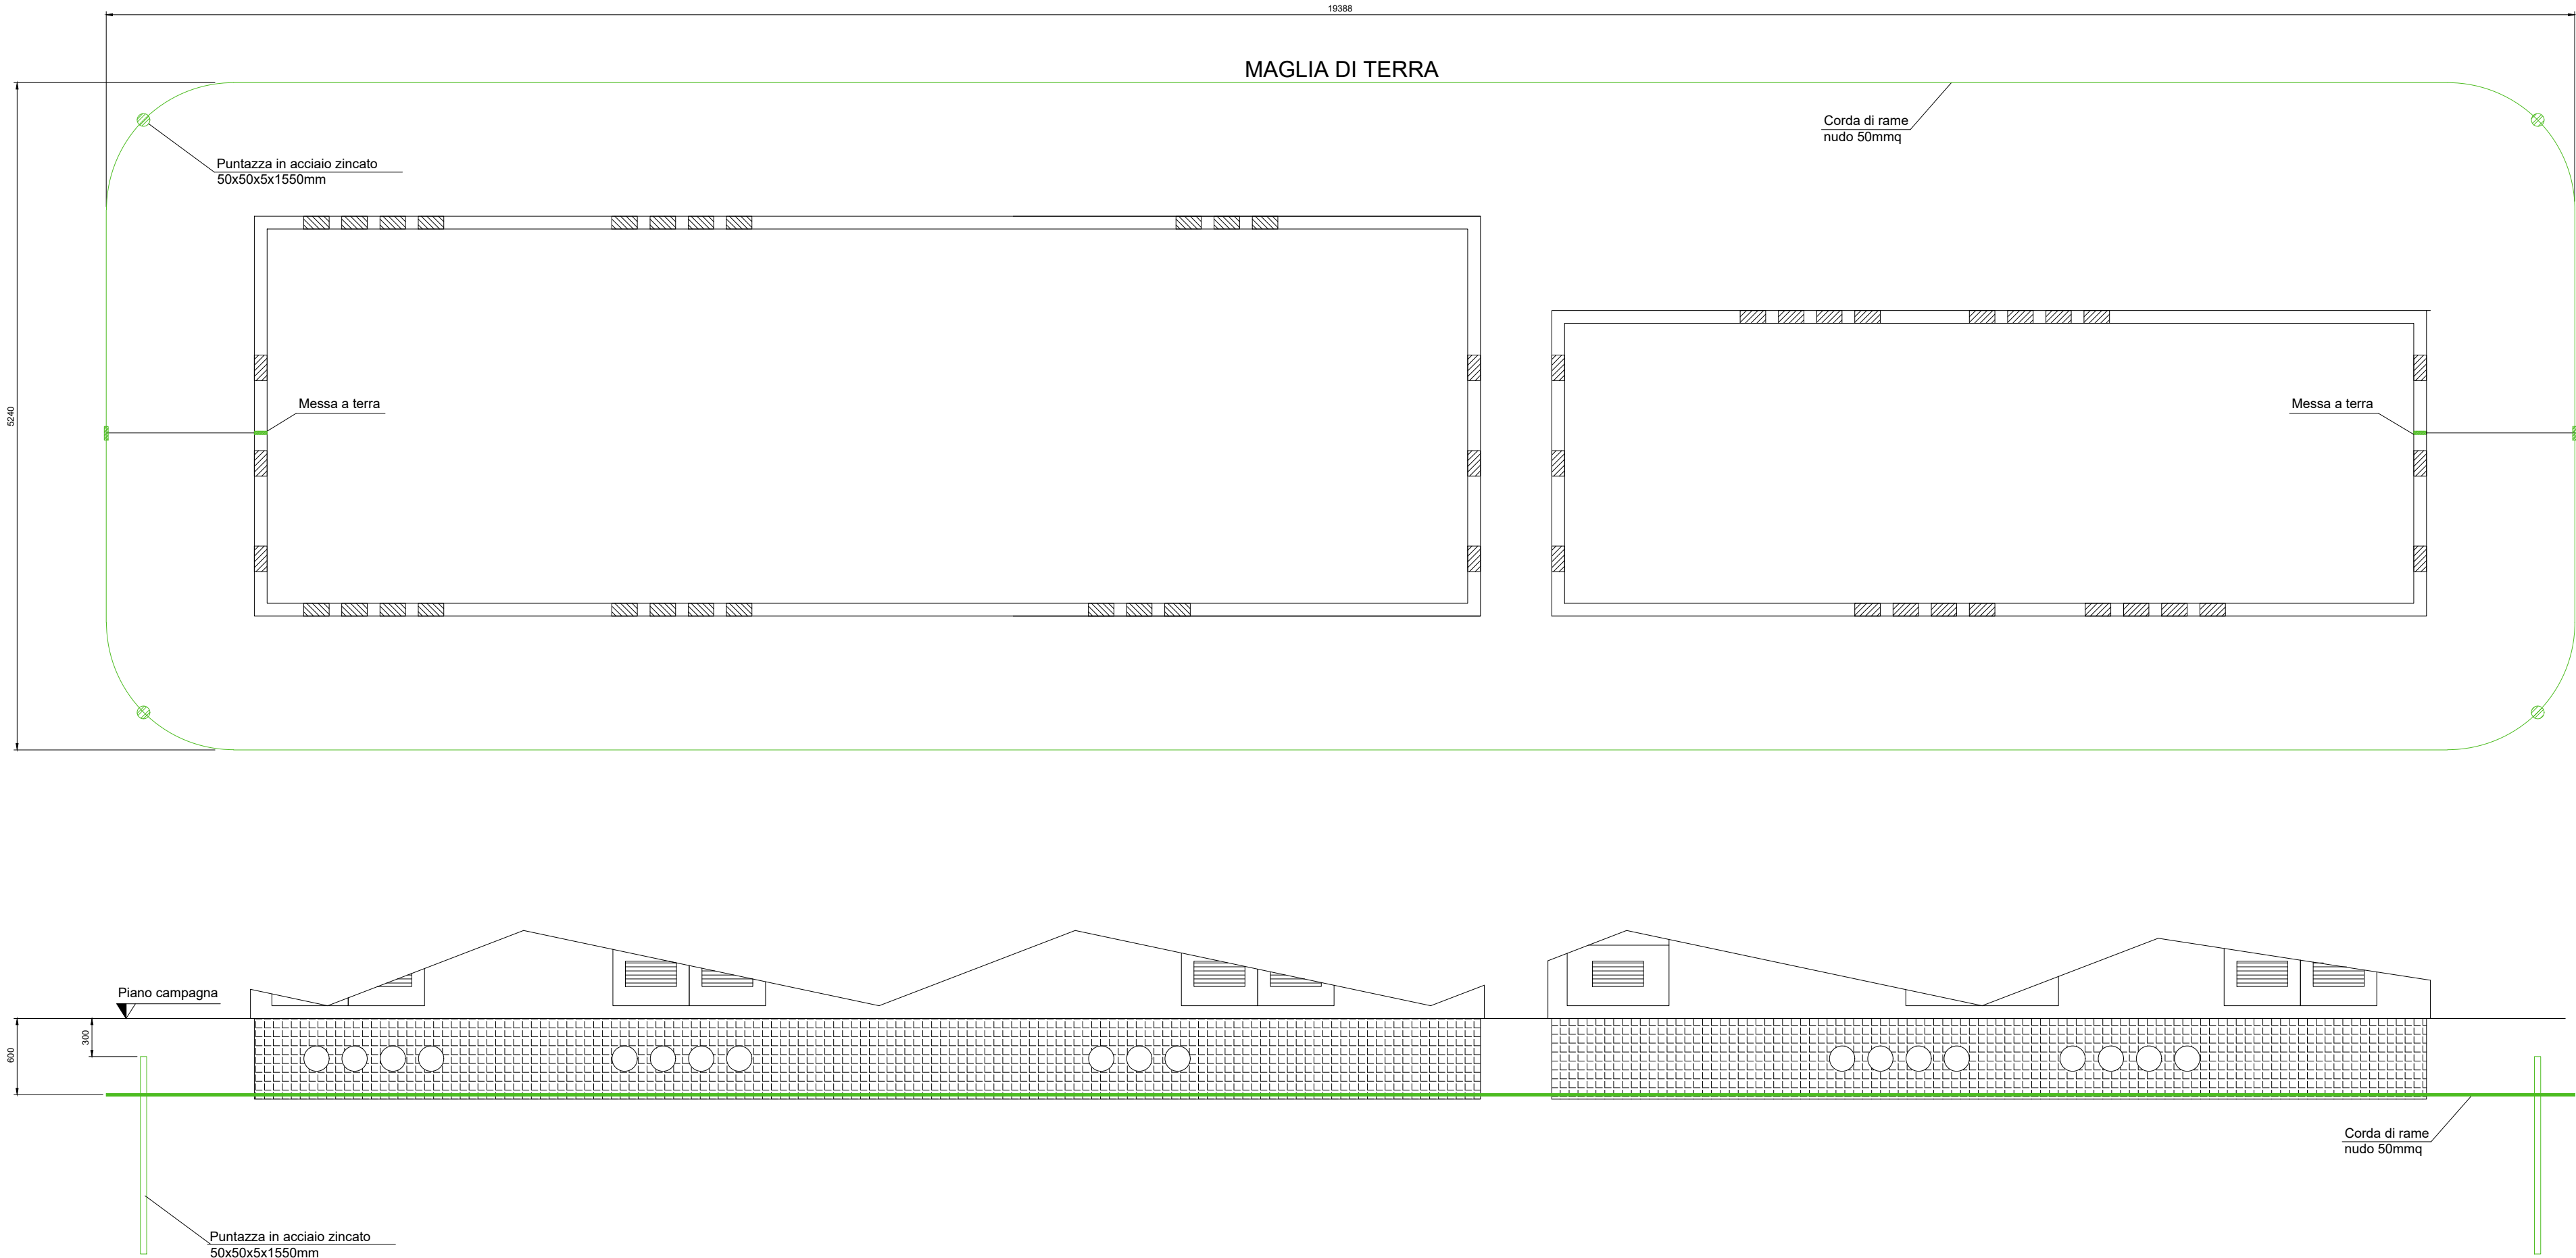 19388
MAGLIA DI TERRA
Corda di rame
nudo 50mmq
Puntazza in acciaio zincato
50x50x5x1550mm
Messa a terra
Messa a terra
5240
Piano campagna
300
600
Corda di rame
nudo 50mmq
Puntazza in acciaio zincato
50x50x5x1550mm